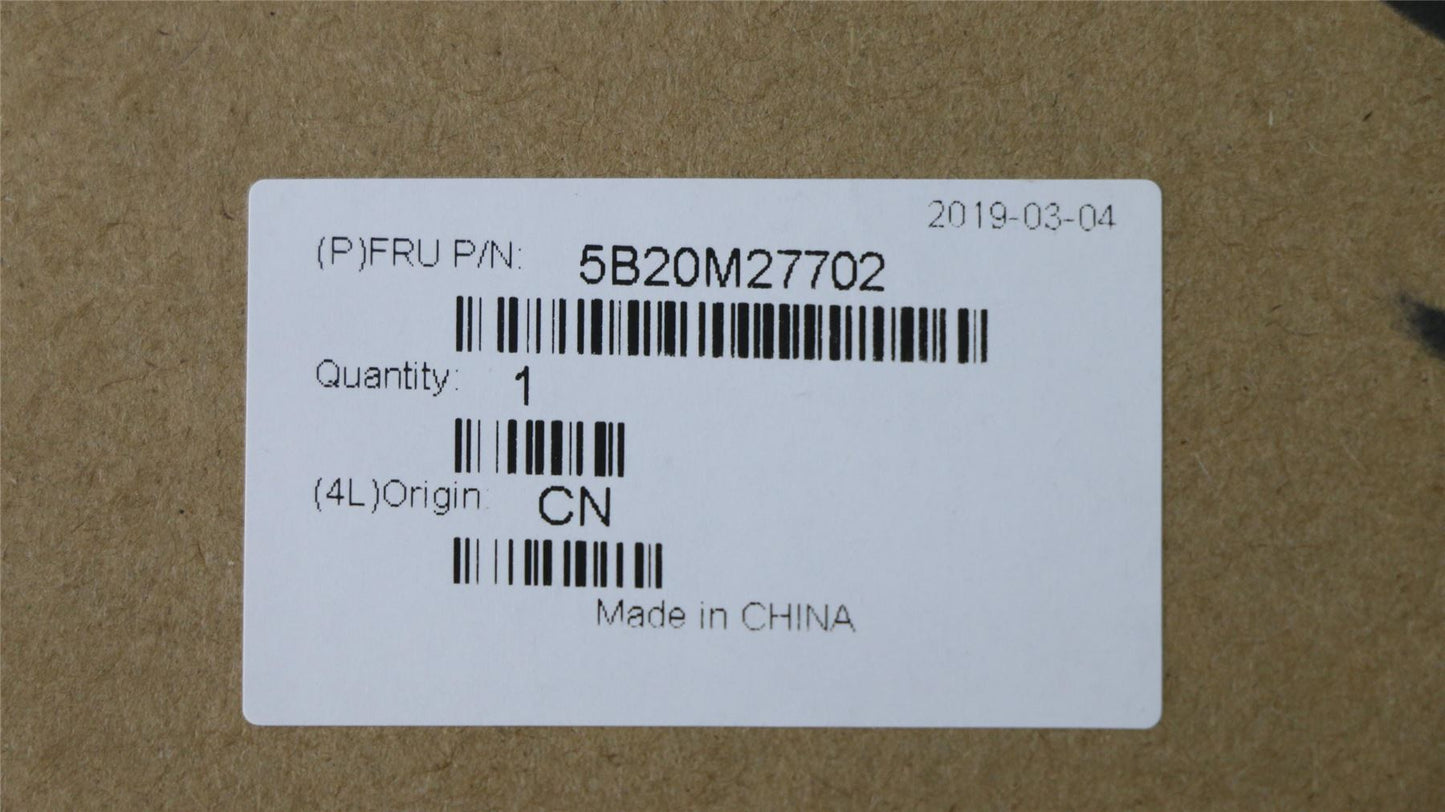 2019-03-04
(P)FRU P/N: 5B20M27702
Quantity: 1
(4L)Origin: CN
Made in CHINA